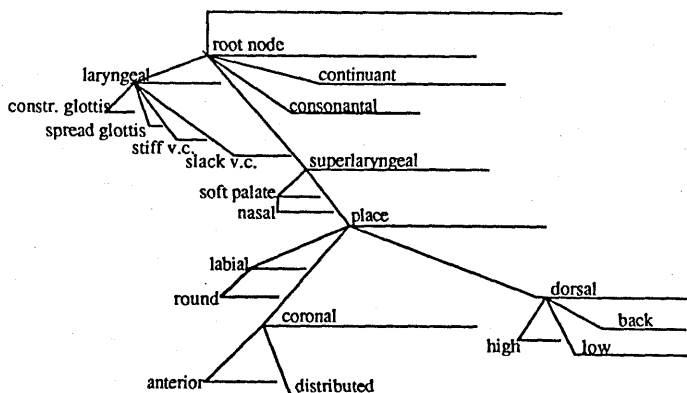 root node
laryngeal
continuant
constr. glottis
consonantal
spread glottis
stiff v.c.
slack v.c.
superlaryngeal
soft palate
nasal
place
labial
dorsal
round
coronal
back
high
low
anterior
distributed